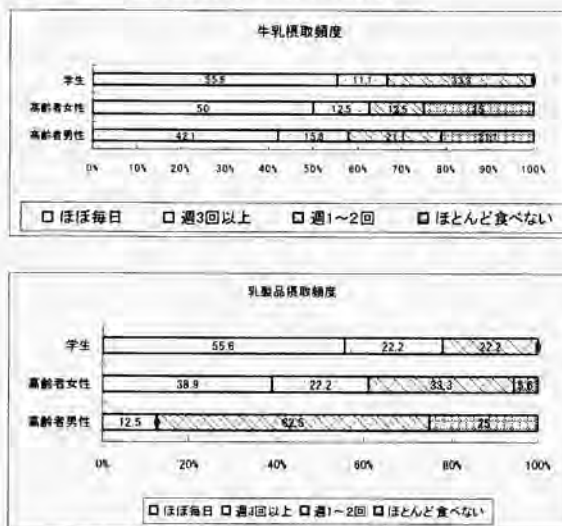 牛乳摂取頻度
学生 55.6 11.1 33.3
高齢者女性 50 12.5 12.5 25
高齢者男性 42.1 15.8 21.1 21.1
0% 10% 20% 30% 40% 50% 60% 70% 80% 90% 100%
ほぼ毎日 週3回以上 週1~2回 ほとんど食べない
乳製品摂取頻度
学生 55.6 22.2 22.2
高齢者女性 38.9 22.2 33.3 5.6
高齢者男性 12.5 62.5 25
0% 20% 40% 60% 80% 100%
ほぼ毎日 週3回以上 週1~2回 ほとんど食べない